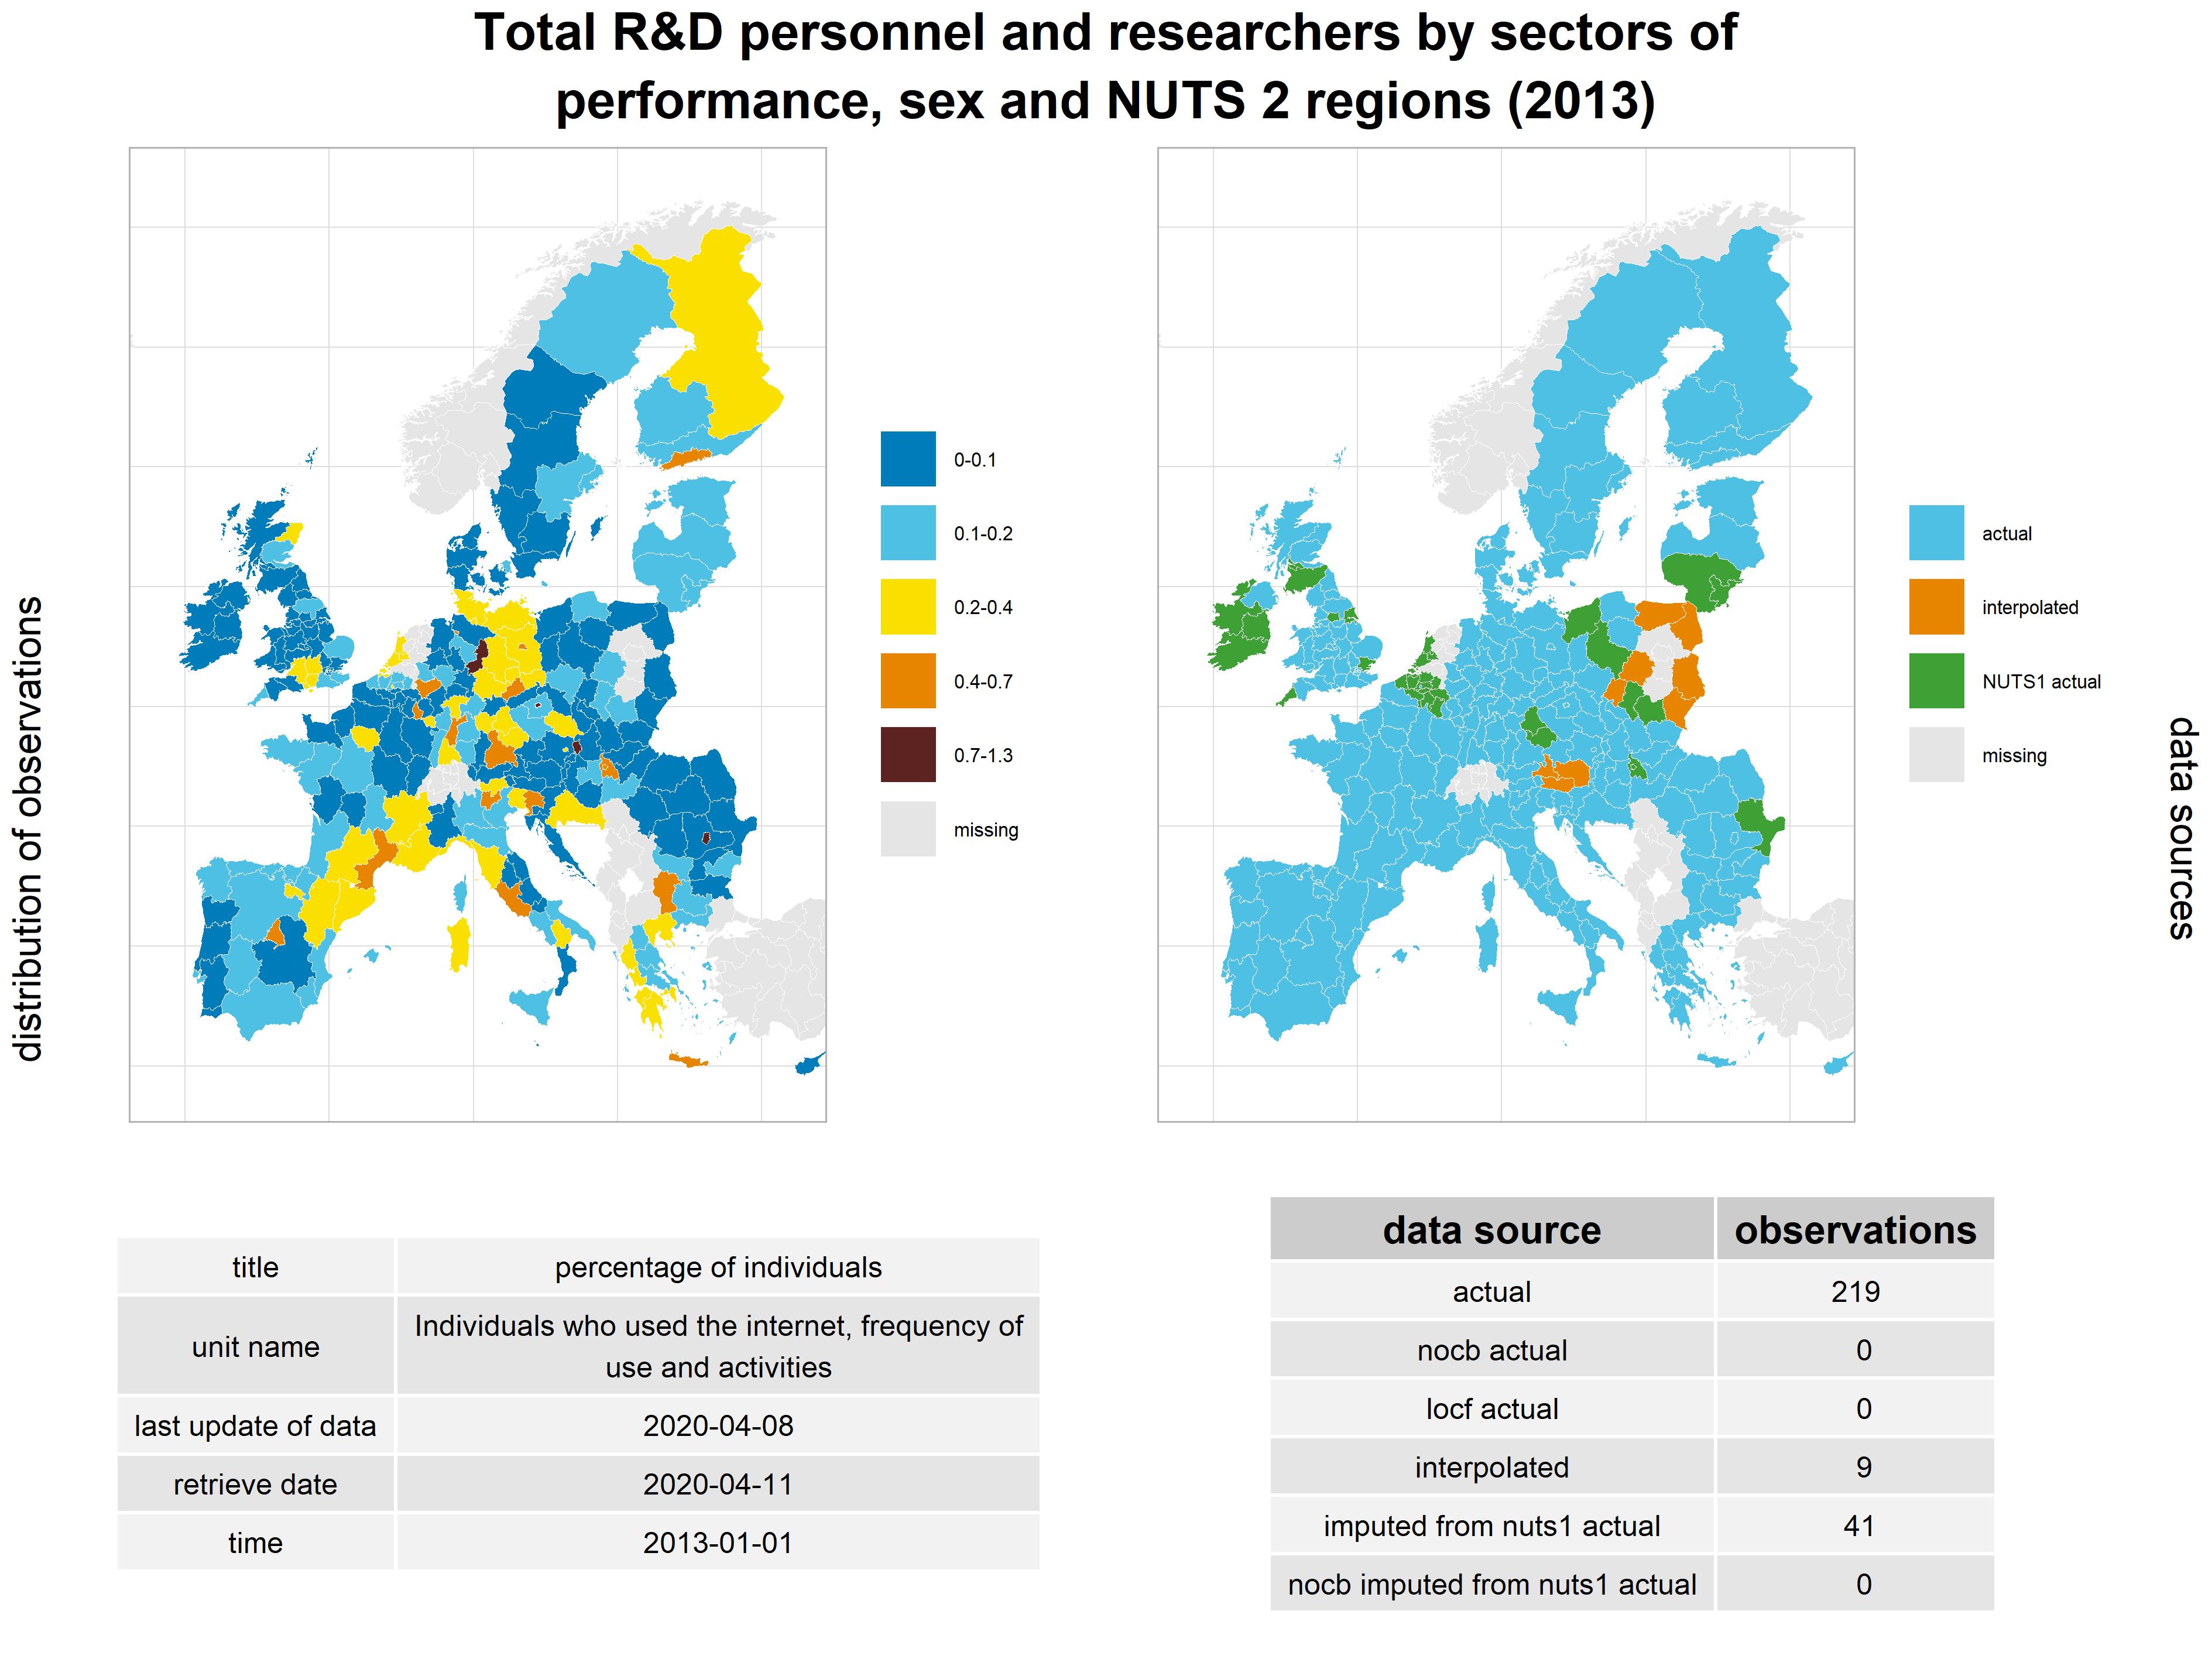 Total R&D personnel and researchers by sectors of
performance, sex and NUTS 2 regions (2013)
distribution of observations
0-0.1
0.1-0.2
0.2-0.4
0.4-0.7
0.7-1.3
missing
actual
interpolated
NUTS1 actual
missing
data sources
title percentage of individuals
unit name Individuals who used the internet, frequency of
use and activities
last update of data 2020-04-08
retrieve date 2020-04-11
time 2013-01-01
data source observations
actual 219
nocb actual 0
locf actual 0
interpolated 9
imputed from nuts1 actual 41
nocb imputed from nuts1 actual 0